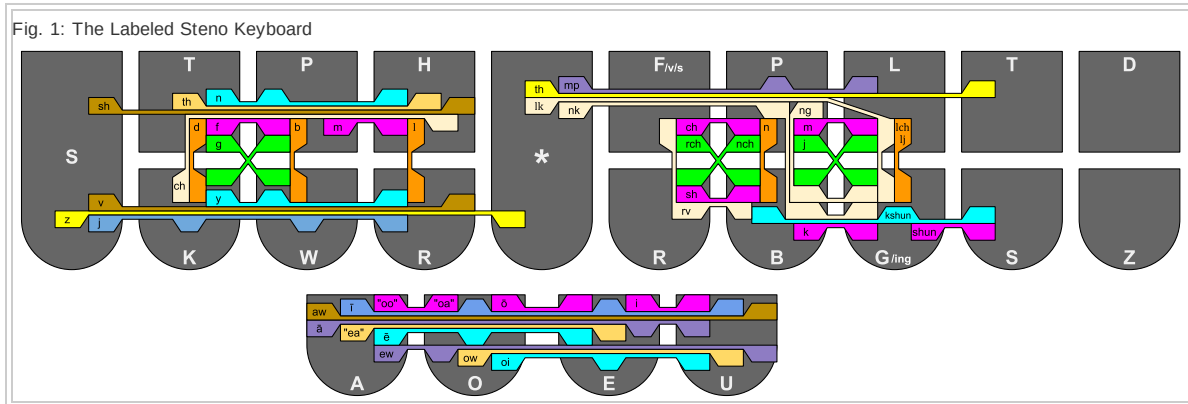 Fig. 1: The Labeled Steno Keyboard
T P H F/v/s P L T D
th mp
sh th n lk nk ng
d f b m l ch n m lch
S g * rch nch j lj
ch sh
v y rv kshun
z j k shun
K W R R B G/ing S Z
aw ī "oo" "oa" ō i
ā "ea" ē
ew ow oi
A O E U